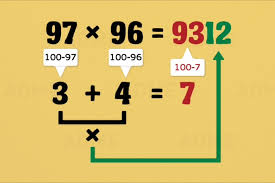 97 × 96 = 9312
100-97 100-96 100-7
3 + 4 = 7
×